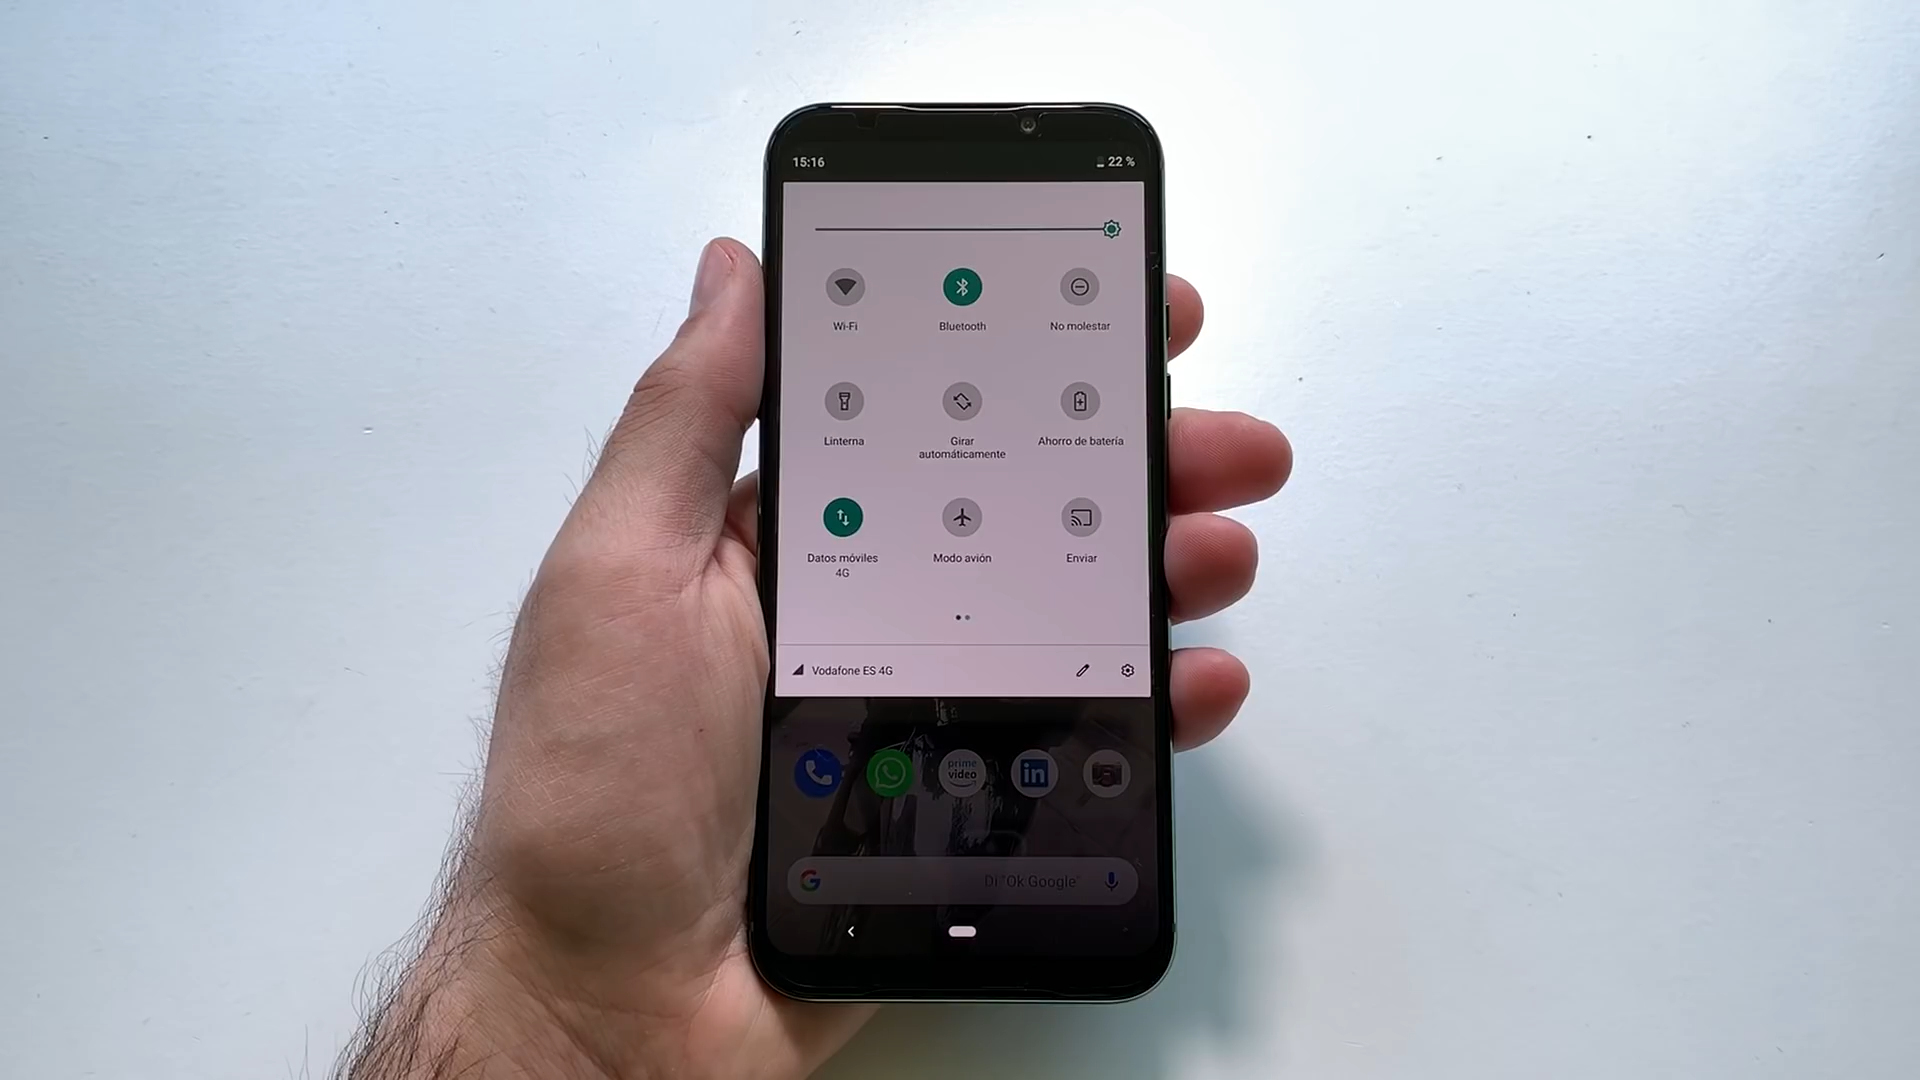 15:16
22 %
Wi-Fi
Bluetooth
No molestar
Linterna
Girar
automáticamente
Ahorro de batería
Datos móviles
4G
Modo avión
Enviar
Vodafone ES 4G
prime
video
in
G
Di "Ok Google"